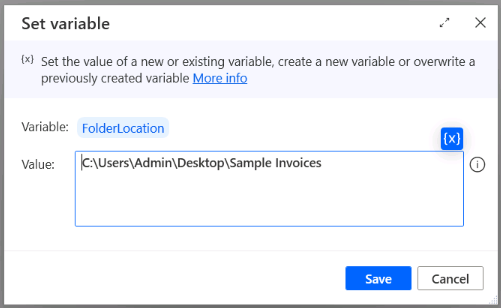 Set variable
{x} Set the value of a new or existing variable, create a new variable or overwrite a
previously created variable More info
Variable: FolderLocation
{x}
Value: C:\Users\Admin\Desktop\Sample Invoices
Save Cancel